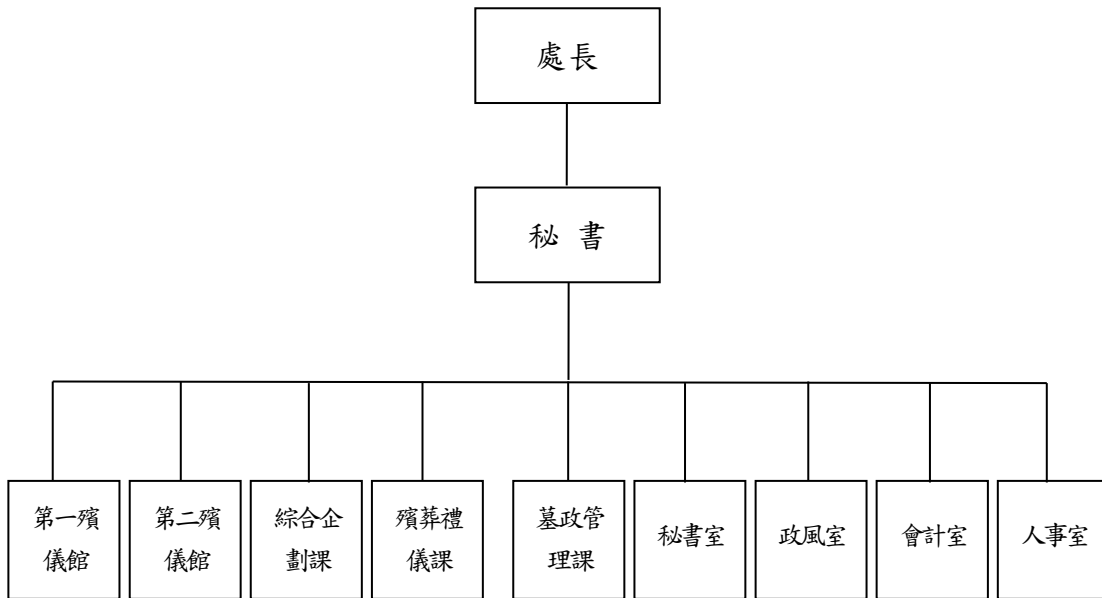 處長
秘 書
第一殯
儀館
第二殯
儀館
綜合企
劃課
殯葬禮
儀課
墓政管
理課
秘書室
政風室
會計室
人事室